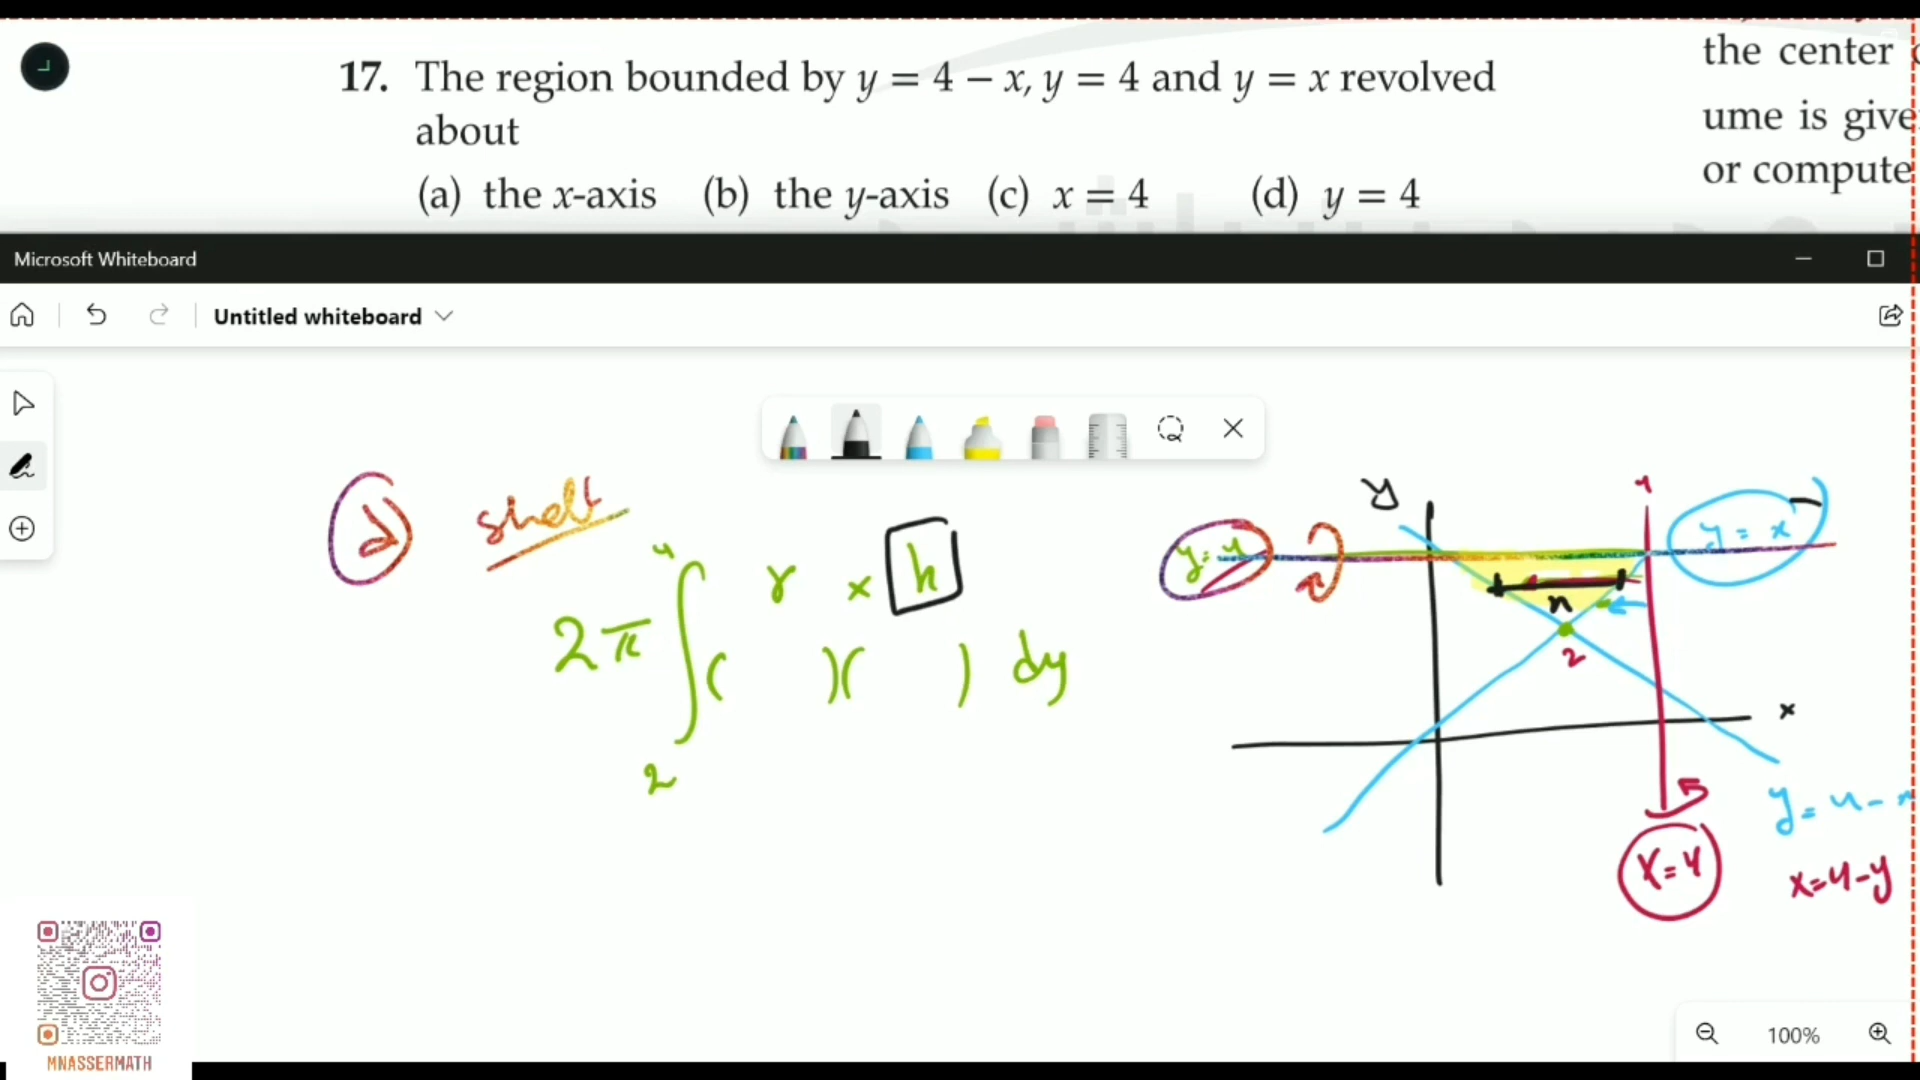 17. The region bounded by y = 4 − x, y = 4 and y = x revolved
about
(a) the x-axis (b) the y-axis (c) x = 4 (d) y = 4
the center
ume is give
or compute
Microsoft Whiteboard
Untitled whiteboard
d shell
4
r × h
2π ∫ ( )( ) dy
2
y
y=4
4
y = x
h
2
x
y=4-
x=4
x=4-y
MNASSERMATH
100%